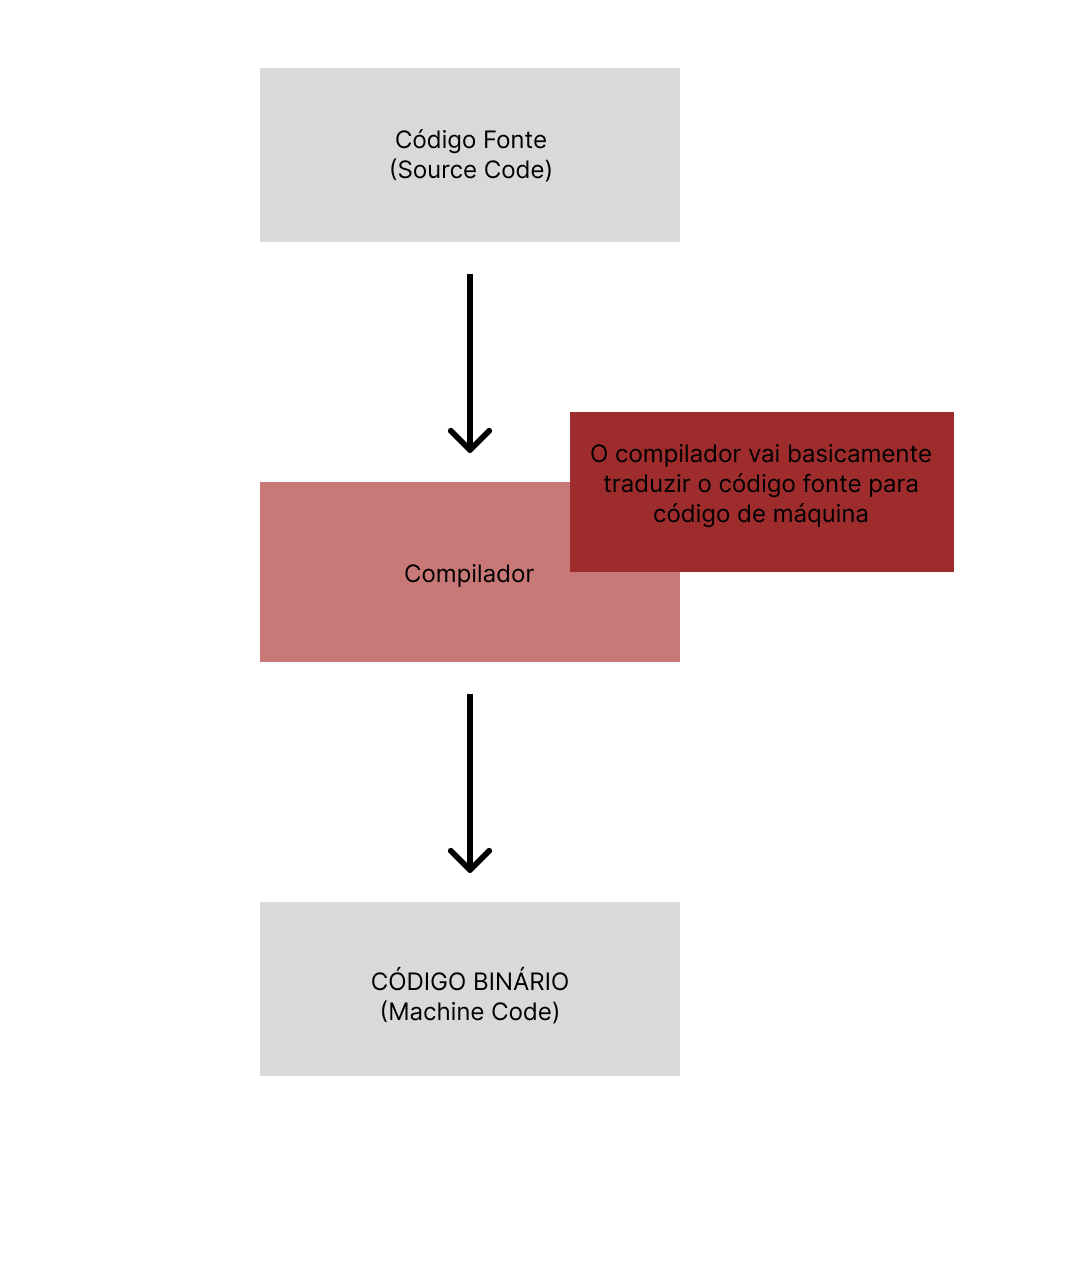 Código Fonte
(Source Code)
O compilador vai basicamente
traduzir o código fonte para
código de máquina
Compilador
CÓDIGO BINÁRIO
(Machine Code)